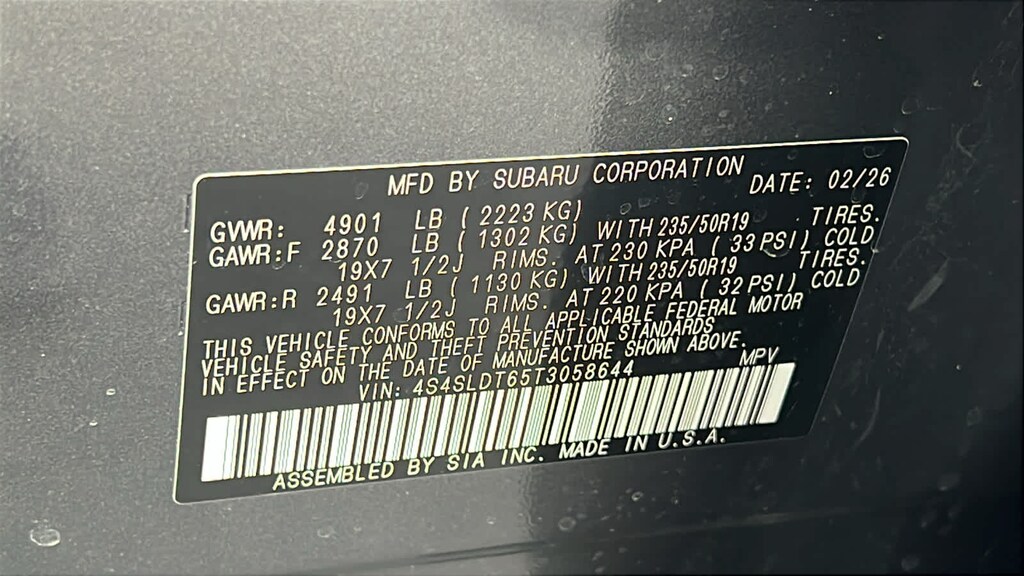 MFD BY SUBARU CORPORATION DATE: 02/26
GVWR: 4901 LB (2223 KG)
GAWR:F 2870 LB (1302 KG) WITH 235/50R19 TIRES.
19X7 1/2J RIMS. AT 230 KPA (33 PSI) COLD
GAWR:R 2491 LB (1130 KG) WITH 235/50R19 TIRES.
19X7 1/2J RIMS. AT 220 KPA (32 PSI) COLD
THIS VEHICLE CONFORMS TO ALL APPLICABLE FEDERAL MOTOR
VEHICLE SAFETY AND THEFT PREVENTION STANDARDS
IN EFFECT ON THE DATE OF MANUFACTURE SHOWN ABOVE.
VIN: 4S4SLDT65T3058644 MPV
ASSEMBLED BY SIA INC. MADE IN U.S.A.